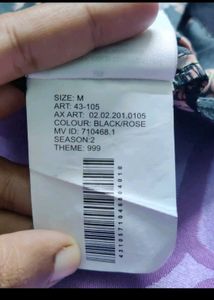 SIZE: M
ART: 43-105
AX ART: 02.02.201.0105
COLOUR: BLACK/ROSE
MV ID: 710468.1
SEASON:2
THEME: 999